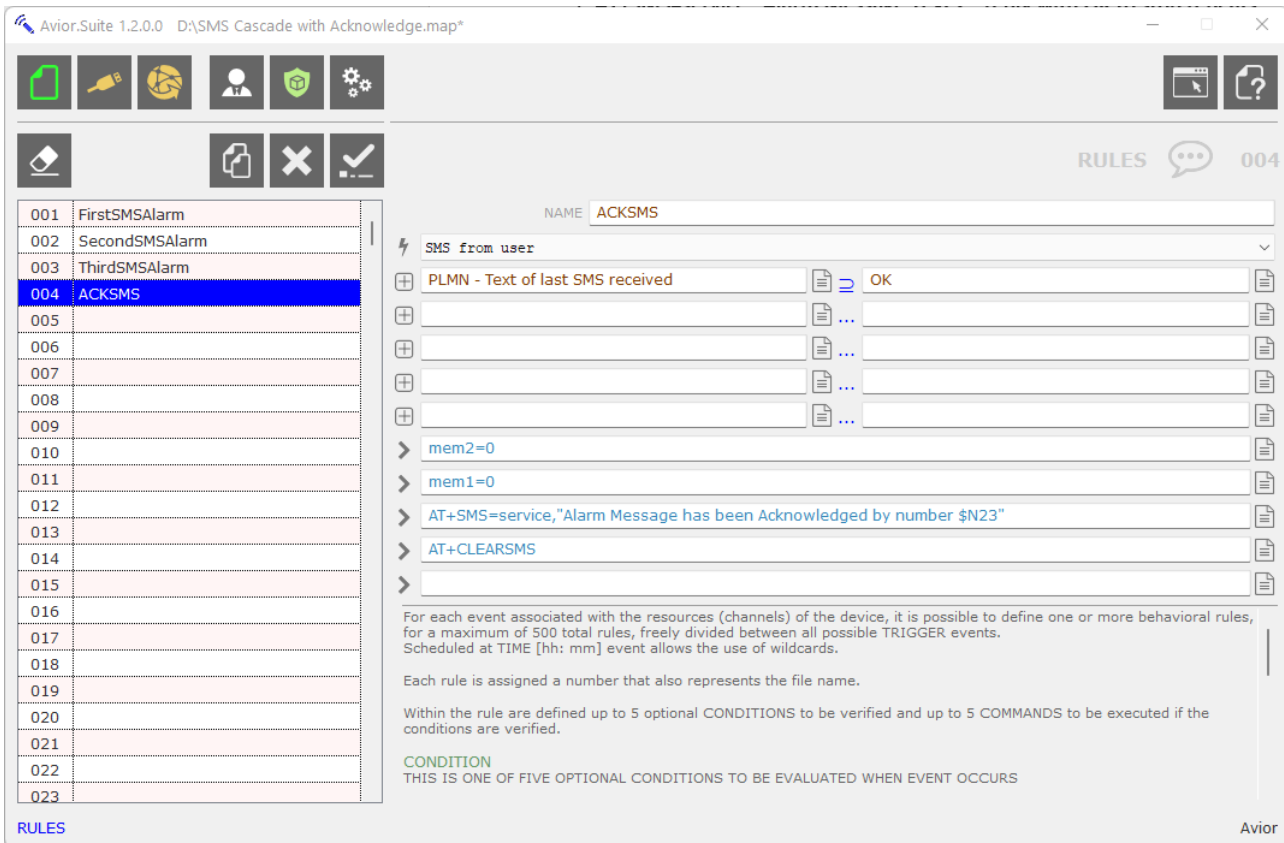 Avior.Suite 1.2.0.0 D:\SMS Cascade with Acknowledge.map*
RULES 004
001 FirstSMSAlarm
002 SecondSMSAlarm
003 ThirdSMSAlarm
004 ACKSMS
005
006
007
008
009
010
011
012
013
014
015
016
017
018
019
020
021
022
023
NAME ACKSMS
SMS from user
PLMN - Text of last SMS received ⊇ OK
...
...
...
...
mem2=0
mem1=0
AT+SMS=service,"Alarm Message has been Acknowledged by number $N23"
AT+CLEARSMS
For each event associated with the resources (channels) of the device, it is possible to define one or more behavioral rules,
for a maximum of 500 total rules, freely divided between all possible TRIGGER events.
Scheduled at TIME [hh: mm] event allows the use of wildcards.
Each rule is assigned a number that also represents the file name.
Within the rule are defined up to 5 optional CONDITIONS to be verified and up to 5 COMMANDS to be executed if the
conditions are verified.
CONDITION
THIS IS ONE OF FIVE OPTIONAL CONDITIONS TO BE EVALUATED WHEN EVENT OCCURS
RULES Avior